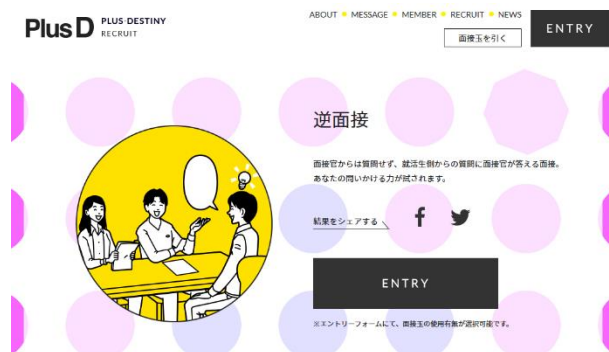 Plus D PLUS-DESTINY
RECRUIT
ABOUT MESSAGE MEMBER RECRUIT NEWS
面接玉を引く
ENTRY
逆面接
面接官からは質問せず、就活生側からの質問に面接官が答える面接。
あなたの問いかける力が試されます。
結果をシェアする
ENTRY
※エントリーフォームにて、面接玉の使用有無が選択可能です。